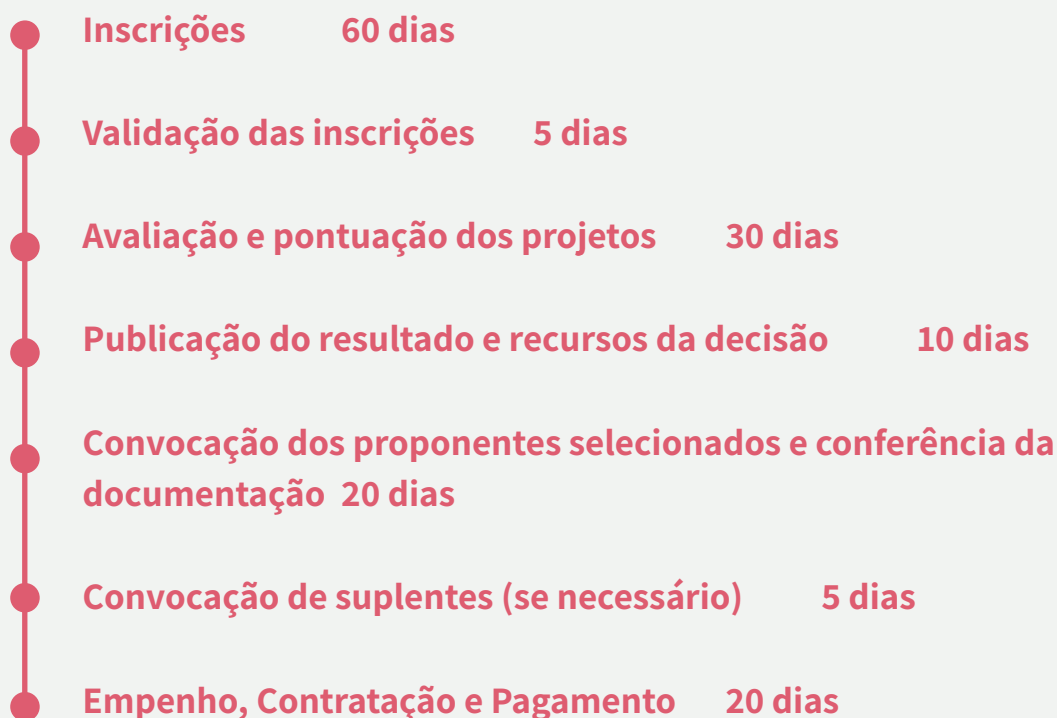 Inscrições 60 dias
Validação das inscrições 5 dias
Avaliação e pontuação dos projetos 30 dias
Publicação do resultado e recursos da decisão 10 dias
Convocação dos proponentes selecionados e conferência da
documentação 20 dias
Convocação de suplentes (se necessário) 5 dias
Empenho, Contratação e Pagamento 20 dias